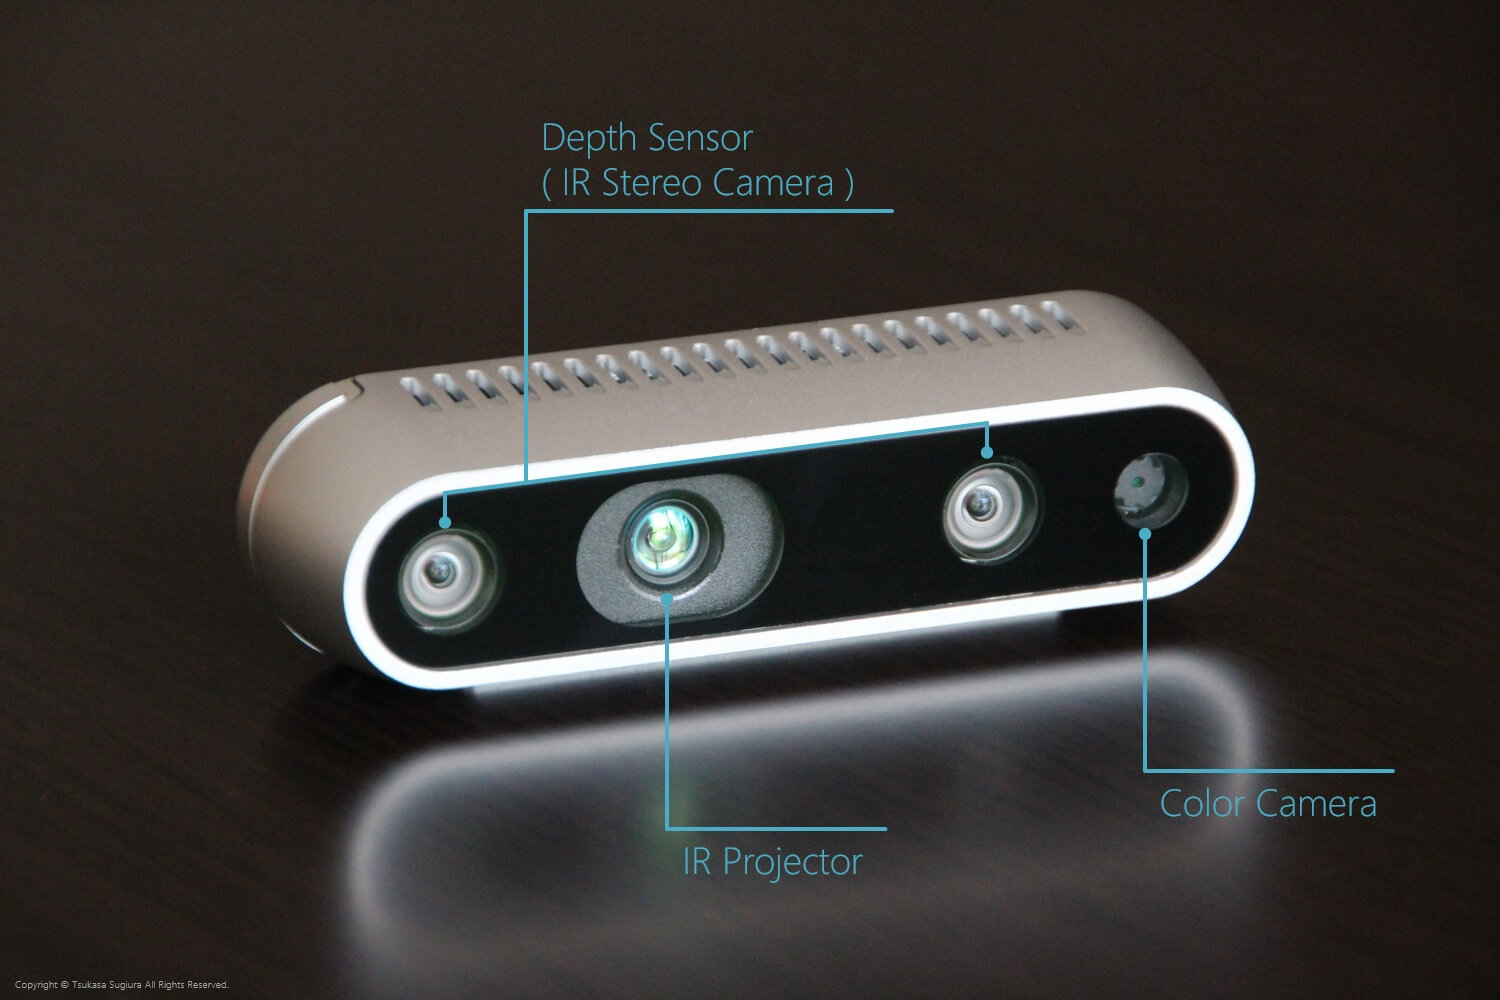 Depth Sensor
( IR Stereo Camera )
Color Camera
IR Projector
Copyright © Tsukasa Sugiura All Rights Reserved.